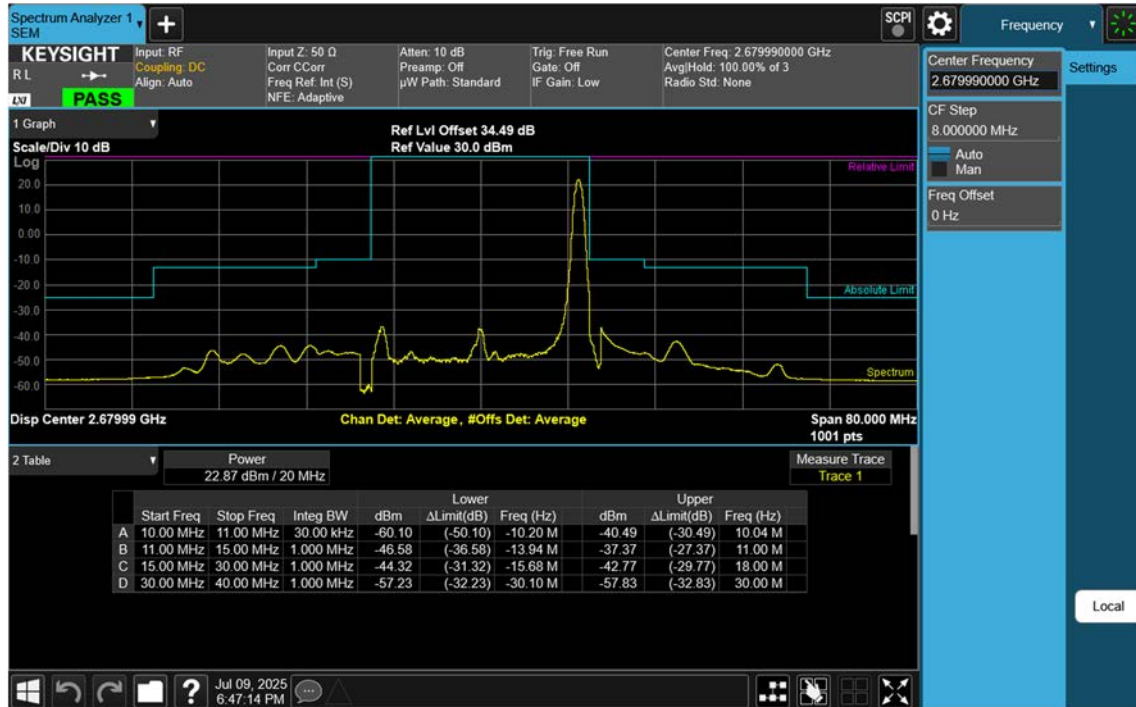 Spectrum Analyzer 1
SEM
SCPI
Frequency
KEYSIGHT
R L
LXI
PASS
Input: RF
Coupling: DC
Align: Auto
Input Z: 50 Ω
Corr CCorr
Freq Ref: Int (S)
NFE: Adaptive
Atten: 10 dB
Preamp: Off
µW Path: Standard
Trig: Free Run
Gate: Off
IF Gain: Low
Center Freq: 2.679990000 GHz
Avg|Hold: 100.00% of 3
Radio Std: None
Center Frequency
2.679990000 GHz
Settings
CF Step
8.000000 MHz
Auto
Man
Freq Offset
0 Hz
1 Graph
Scale/Div 10 dB
Ref Lvl Offset 34.49 dB
Ref Value 30.0 dBm
Log
Relative Limit
20.0
10.0
0.00
-10.0
-20.0
Absolute Limit
-30.0
-40.0
-50.0
Spectrum
-60.0
Disp Center 2.67999 GHz
Chan Det: Average, #Offs Det: Average
Span 80.000 MHz
1001 pts
2 Table
Power
22.87 dBm / 20 MHz
Measure Trace
Trace 1
Lower Upper
Start Freq Stop Freq Integ BW dBm ΔLimit(dB) Freq (Hz) dBm ΔLimit(dB) Freq (Hz)
A 10.00 MHz 11.00 MHz 30.00 kHz -60.10 (-50.10) -10.20 M -40.49 (-30.49) 10.04 M
B 11.00 MHz 15.00 MHz 1.000 MHz -46.58 (-36.58) -13.94 M -37.37 (-27.37) 11.00 M
C 15.00 MHz 30.00 MHz 1.000 MHz -44.32 (-31.32) -15.68 M -42.77 (-29.77) 18.00 M
D 30.00 MHz 40.00 MHz 1.000 MHz -57.23 (-32.23) -30.10 M -57.83 (-32.83) 30.00 M
Local
?
Jul 09, 2025
6:47:14 PM